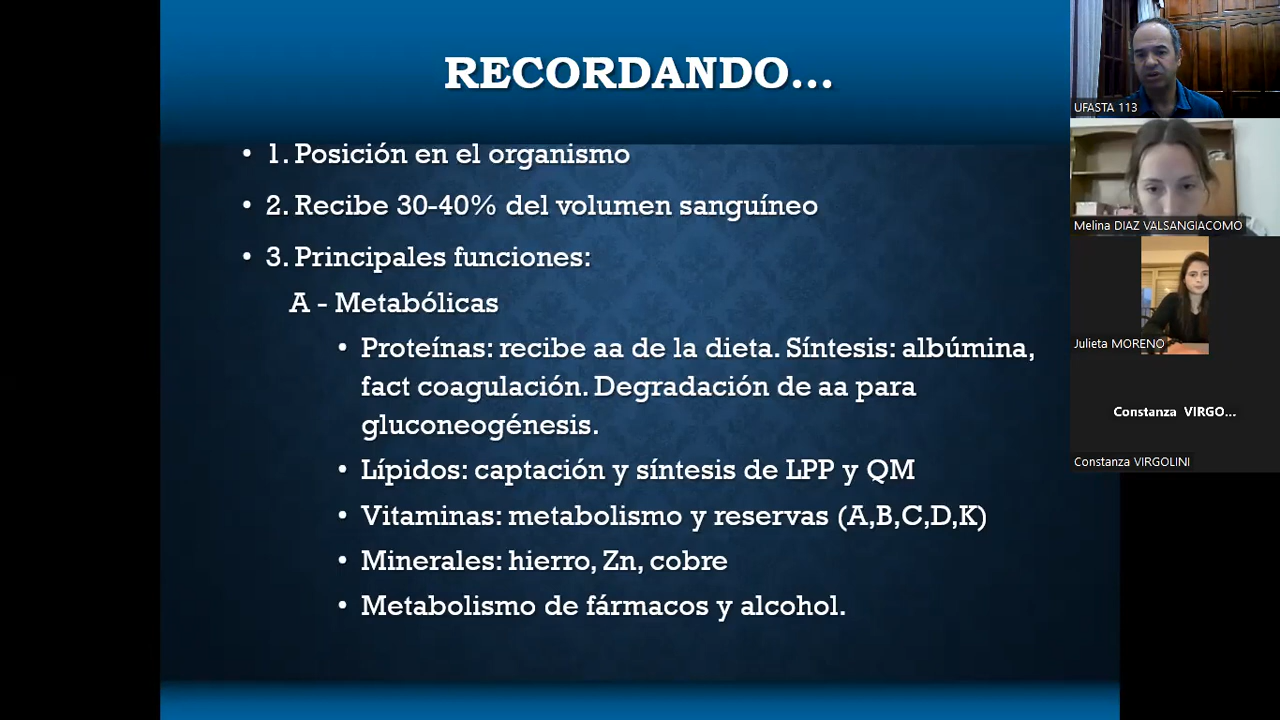 RECORDANDO...
• 1. Posición en el organismo
• 2. Recibe 30-40% del volumen sanguíneo
• 3. Principales funciones:
A - Metabólicas
• Proteínas: recibe aa de la dieta. Síntesis: albúmina,
fact coagulación. Degradación de aa para
gluconeogénesis.
• Lípidos: captación y síntesis de LPP y QM
• Vitaminas: metabolismo y reservas (A,B,C,D,K)
• Minerales: hierro, Zn, cobre
• Metabolismo de fármacos y alcohol.
UFASTA 113
Melina DIAZ VALSANGIACOMO
Julieta MORENO
Constanza VIRGO...
Constanza VIRGOLINI